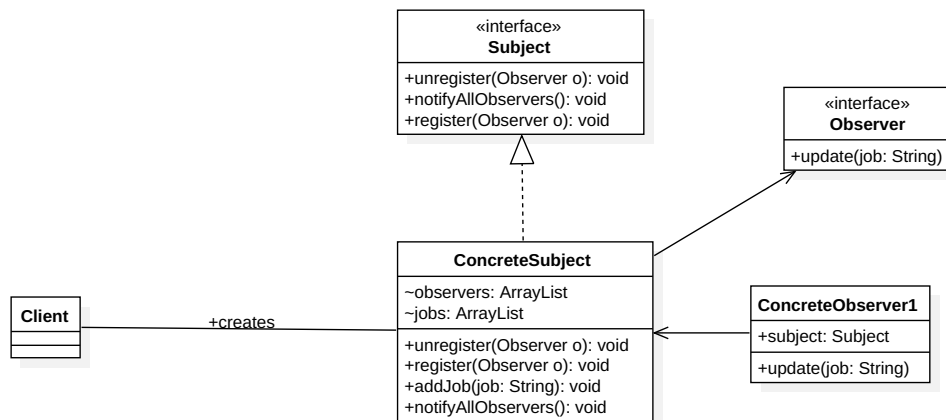 «interface»
Subject
+unregister(Observer o): void
+notifyAllObservers(): void
+register(Observer o): void
«interface»
Observer
+update(job: String)
ConcreteSubject
~observers: ArrayList
~jobs: ArrayList
+unregister(Observer o): void
+register(Observer o): void
+addJob(job: String): void
+notifyAllObservers(): void
Client
+creates
ConcreteObserver1
+subject: Subject
+update(job: String)